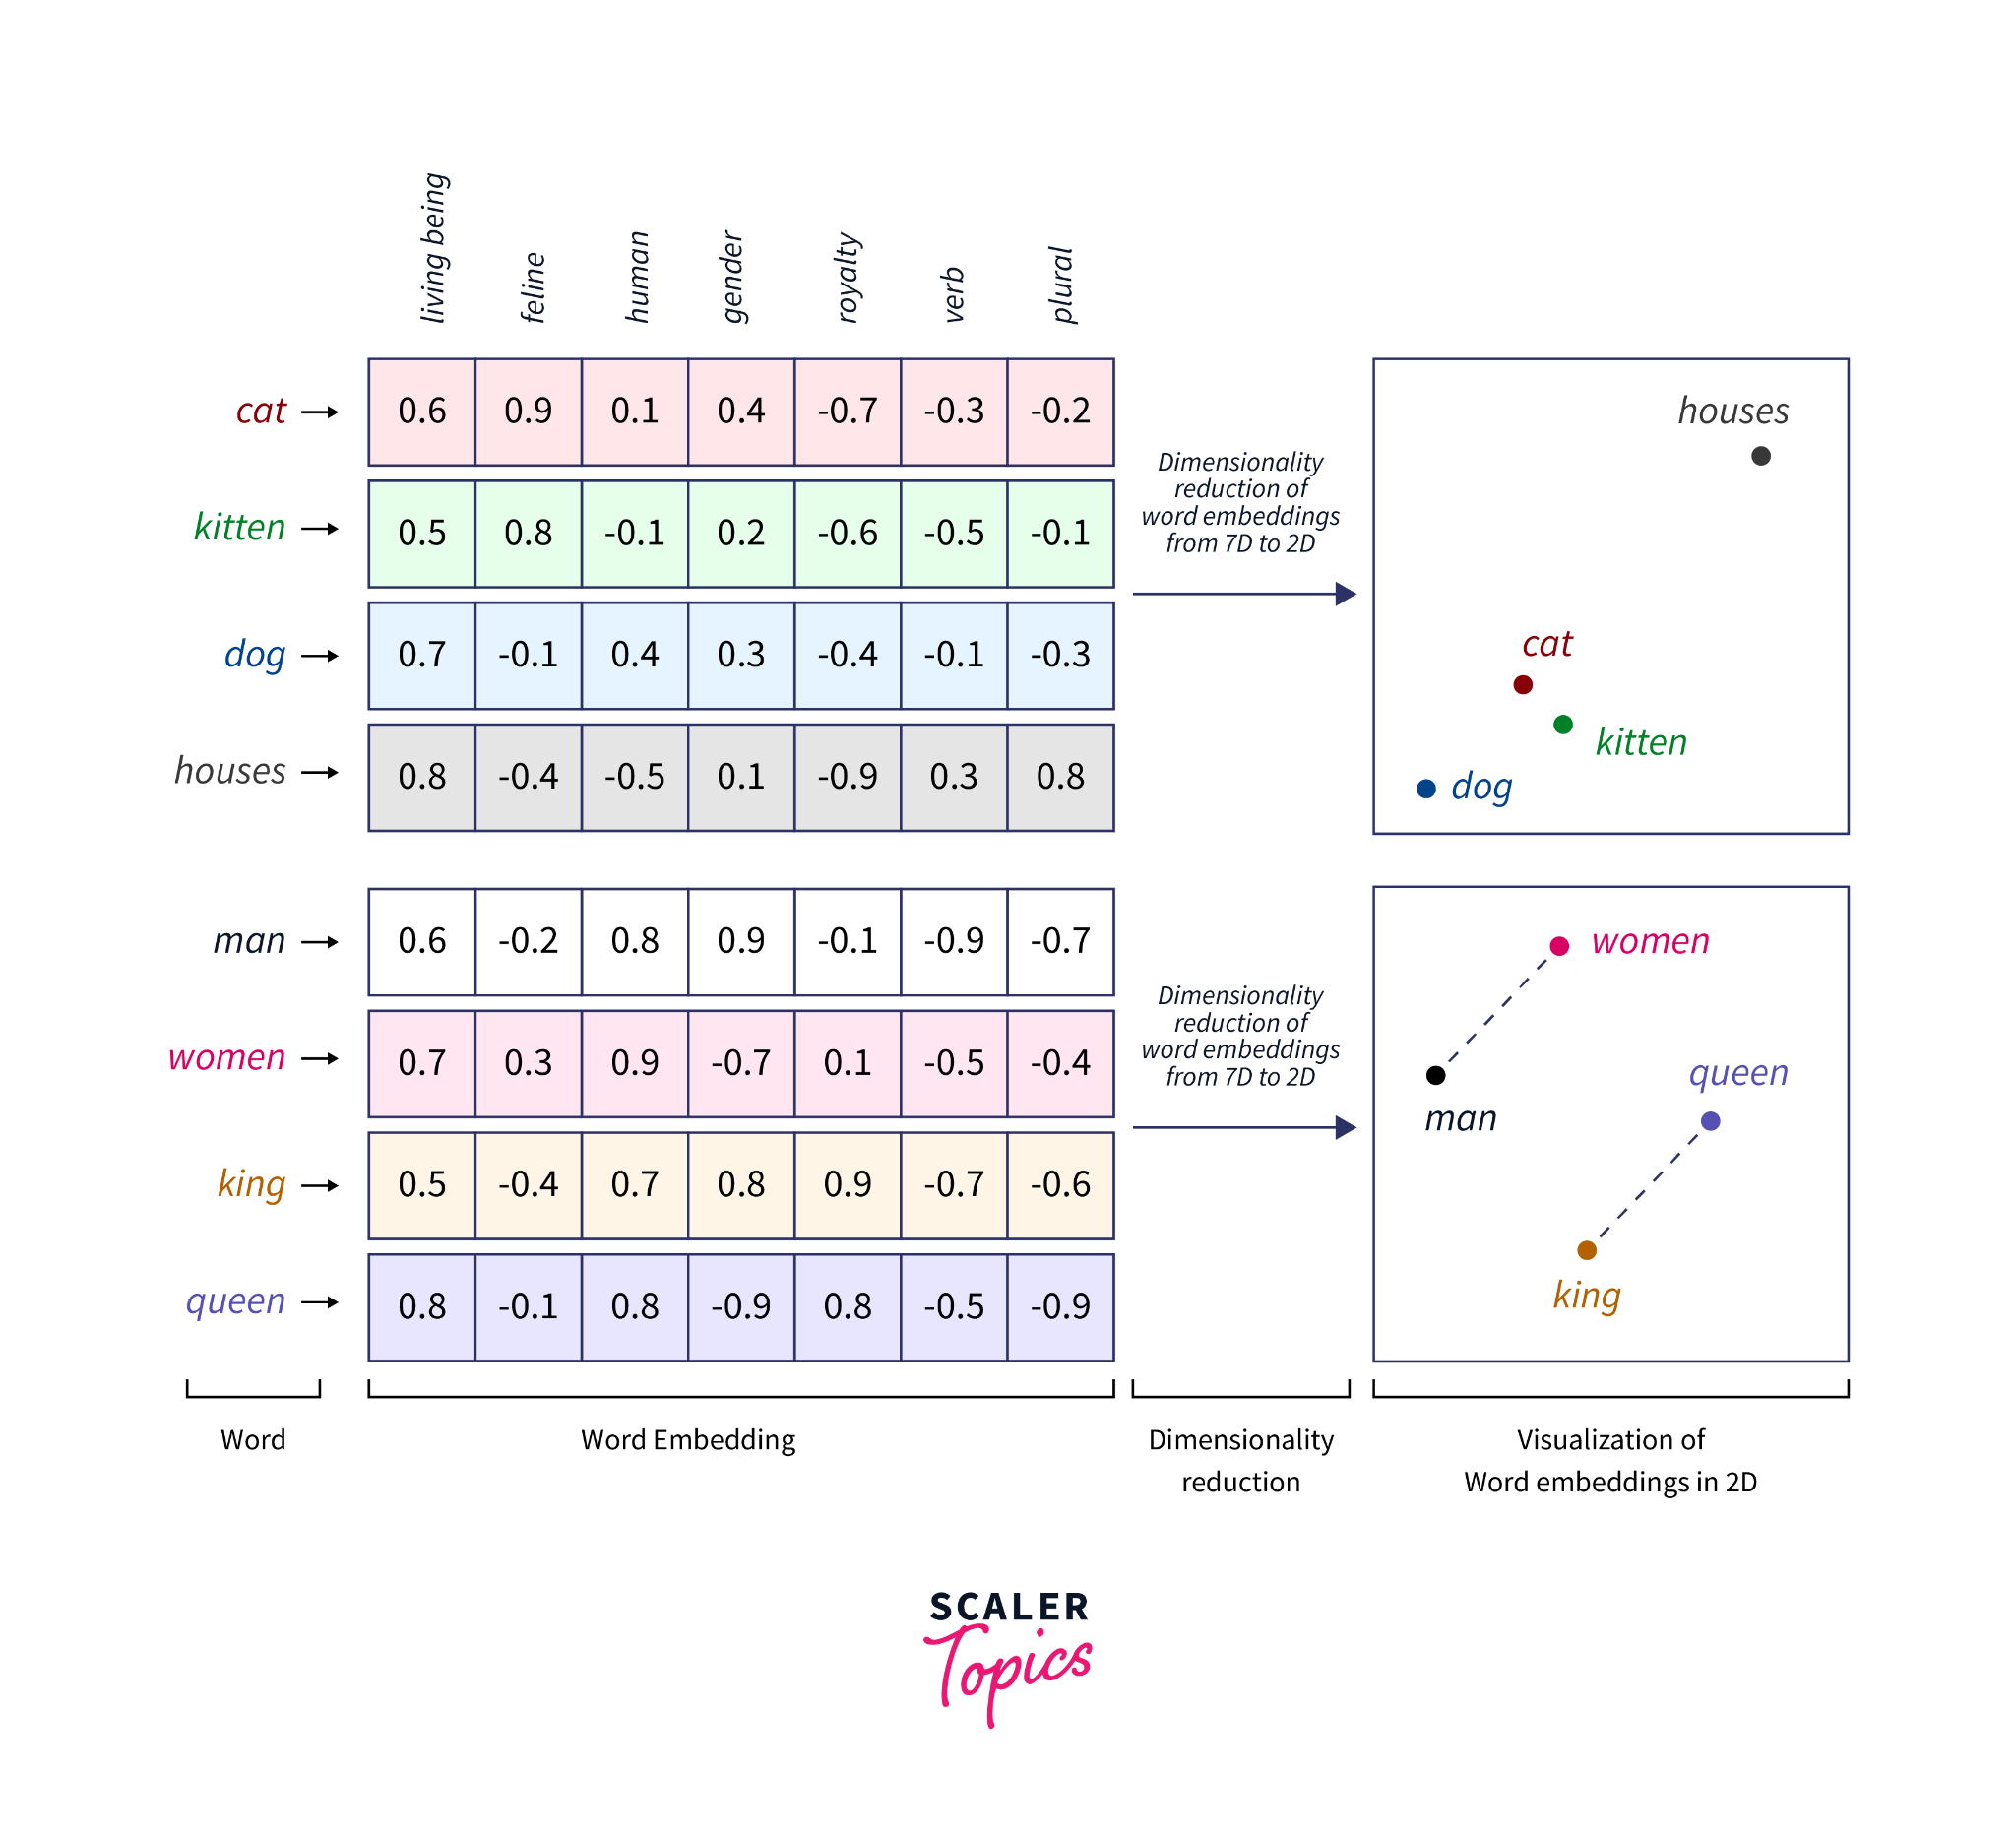 living being
feline
human
gender
royalty
verb
plural
cat 0.6 0.9 0.1 0.4 -0.7 -0.3 -0.2
kitten 0.5 0.8 -0.1 0.2 -0.6 -0.5 -0.1
dog 0.7 -0.1 0.4 0.3 -0.4 -0.1 -0.3
houses 0.8 -0.4 -0.5 0.1 -0.9 0.3 0.8
Dimensionality
reduction of
word embeddings
from 7D to 2D
houses
cat
kitten
dog
man 0.6 -0.2 0.8 0.9 -0.1 -0.9 -0.7
women 0.7 0.3 0.9 -0.7 0.1 -0.5 -0.4
king 0.5 -0.4 0.7 0.8 0.9 -0.7 -0.6
queen 0.8 -0.1 0.8 -0.9 0.8 -0.5 -0.9
Dimensionality
reduction of
word embeddings
from 7D to 2D
women
queen
man
king
Word
Word Embedding
Dimensionality
reduction
Visualization of
Word embeddings in 2D
SCALER
Topics